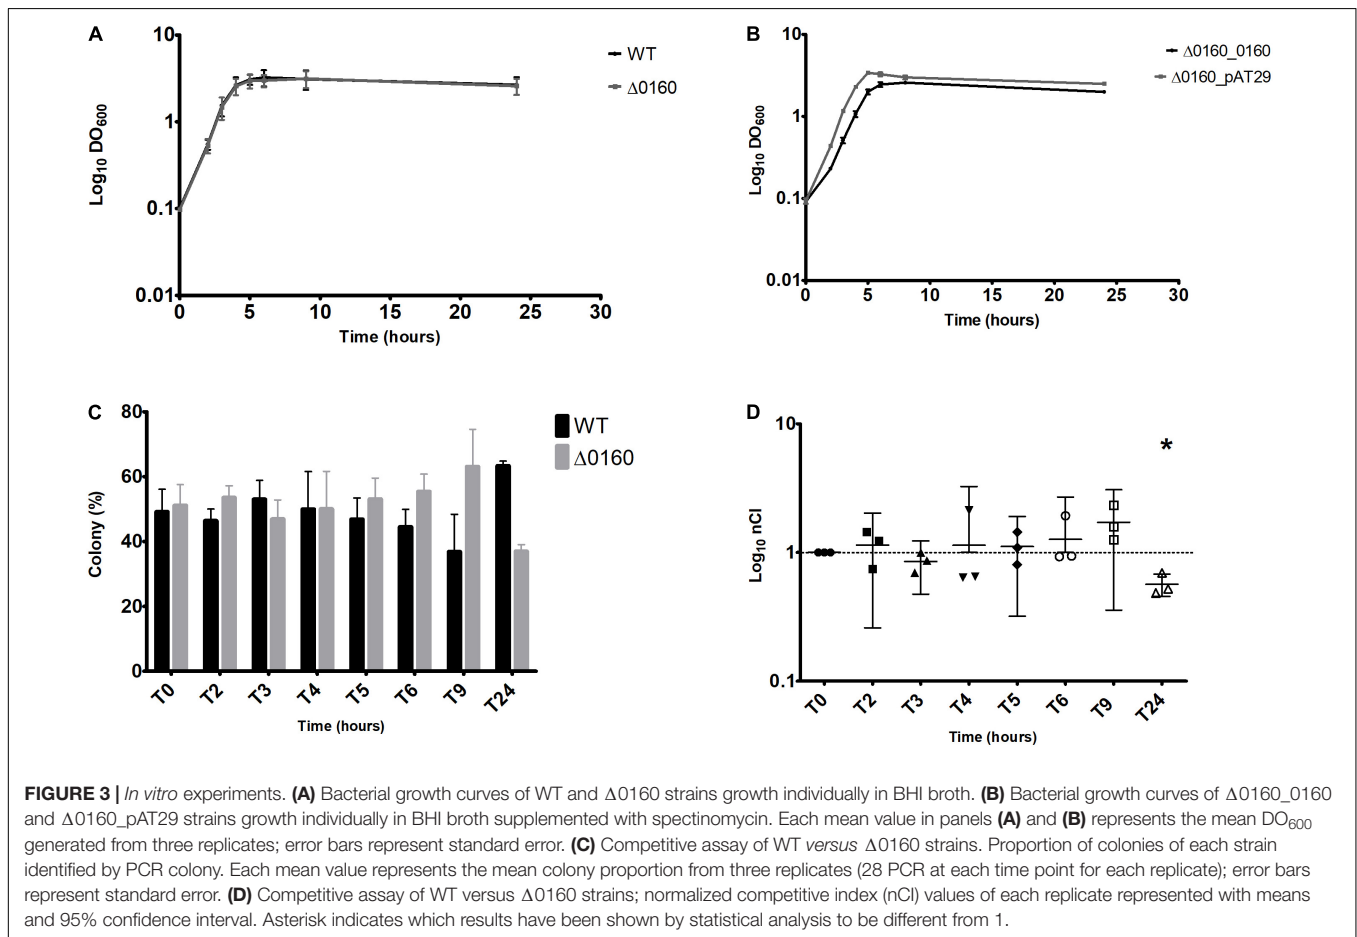 A
10
1
0.1
0.01
Log10 DO600
0 5 10 15 20 25 30
Time (hours)
WT
Δ0160
B
10
1
0.1
0.01
Log10 DO600
0 5 10 15 20 25 30
Time (hours)
Δ0160_0160
Δ0160_pAT29
C
80
60
40
20
0
Colony (%)
T0 T2 T3 T4 T5 T6 T9 T24
Time (hours)
WT
Δ0160
D
10
1
0.1
Log10 nCI
*
T0 T2 T3 T4 T5 T6 T9 T24
Time (hours)
FIGURE 3 | In vitro experiments. (A) Bacterial growth curves of WT and Δ0160 strains growth individually in BHI broth. (B) Bacterial growth curves of Δ0160_0160
and Δ0160_pAT29 strains growth individually in BHI broth supplemented with spectinomycin. Each mean value in panels (A) and (B) represents the mean DO600
generated from three replicates; error bars represent standard error. (C) Competitive assay of WT versus Δ0160 strains. Proportion of colonies of each strain
identified by PCR colony. Each mean value represents the mean colony proportion from three replicates (28 PCR at each time point for each replicate); error bars
represent standard error. (D) Competitive assay of WT versus Δ0160 strains; normalized competitive index (nCI) values of each replicate represented with means
and 95% confidence interval. Asterisk indicates which results have been shown by statistical analysis to be different from 1.